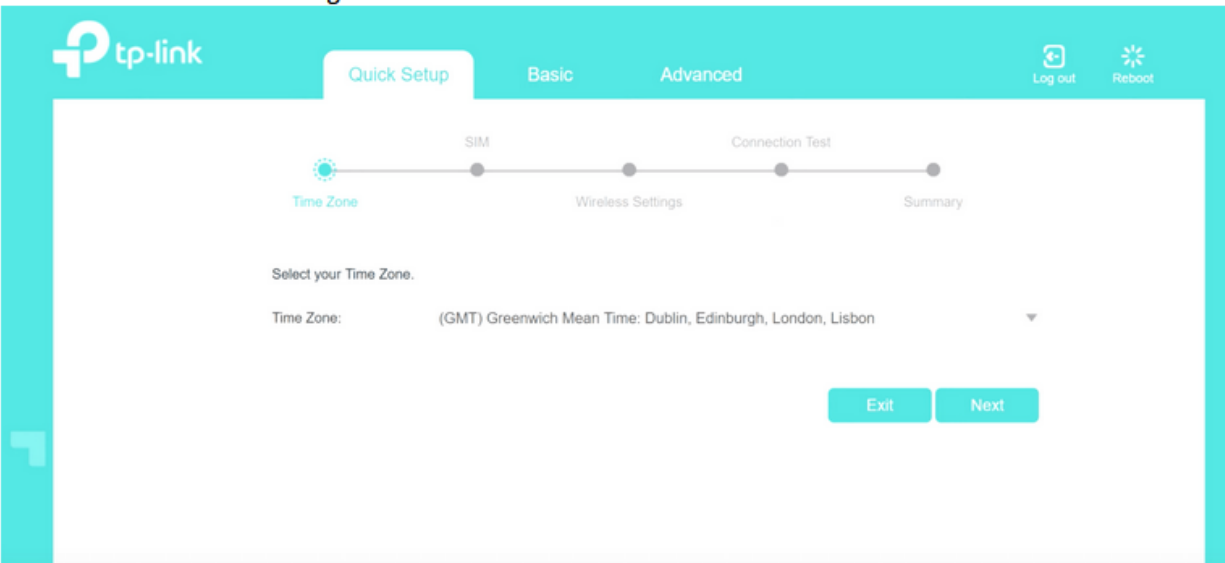 tp-link
Quick Setup Basic Advanced
Log out Reboot
SIM Connection Test
Time Zone Wireless Settings Summary
Select your Time Zone.
Time Zone: (GMT) Greenwich Mean Time: Dublin, Edinburgh, London, Lisbon
Exit Next